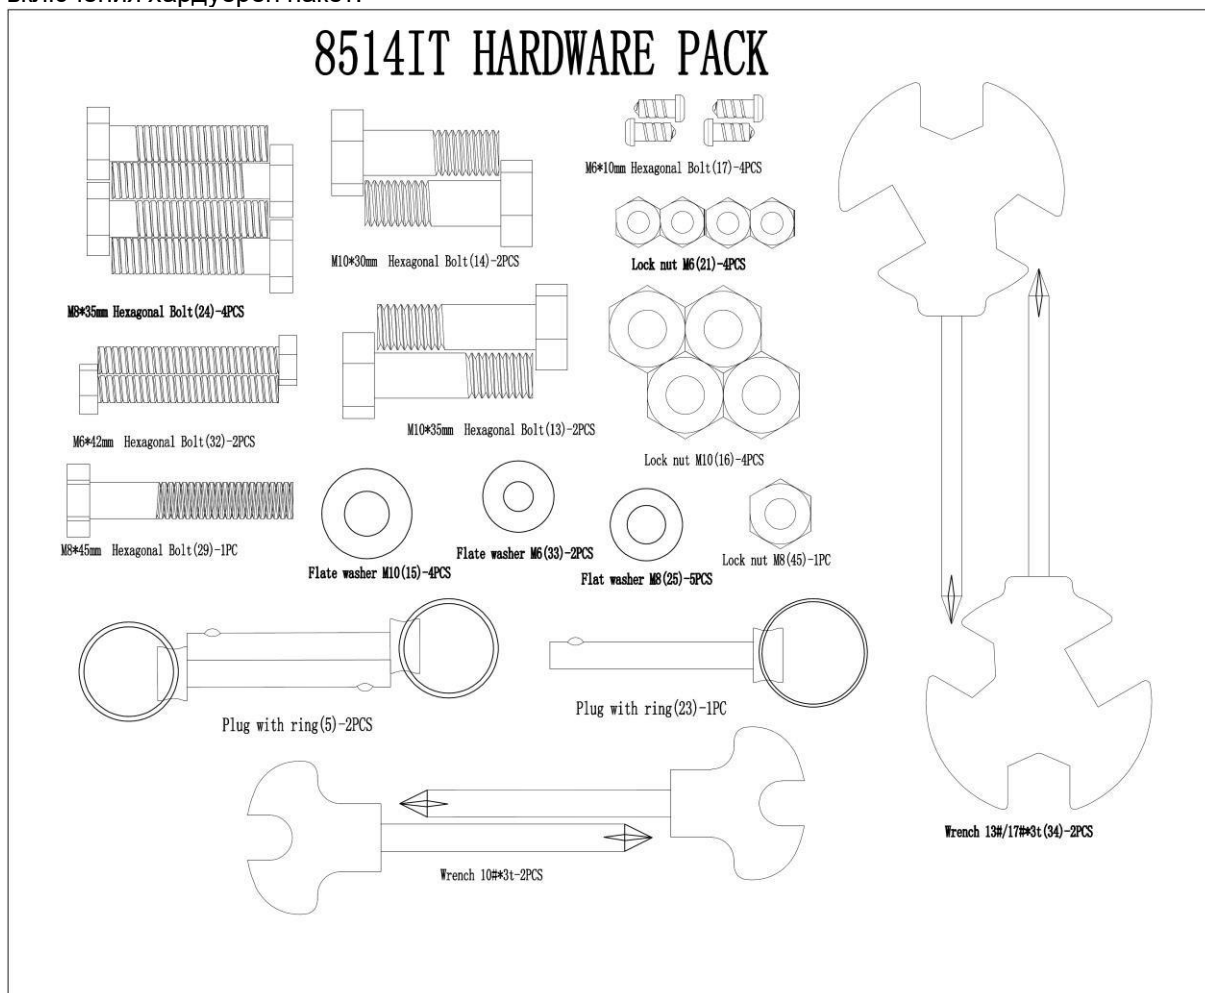 включения хардуерен пакет.
8514IT HARDWARE PACK
M6*10mm Hexagonal Bolt(17)-4PCS
M10*30mm Hexagonal Bolt(14)-2PCS
Lock nut M6(21)-4PCS
M8*35mm Hexagonal Bolt(24)-4PCS
M6*42mm Hexagonal Bolt(32)-2PCS
M10*35mm Hexagonal Bolt(13)-2PCS
Lock nut M10(16)-4PCS
M8*45mm Hexagonal Bolt(29)-1PC
Flate washer M10(15)-4PCS
Flate washer M6(33)-2PCS
Flat washer M8(25)-5PCS
Lock nut M8(45)-1PC
Plug with ring(5)-2PCS
Plug with ring(23)-1PC
Wrench 13#/17#*3t(34)-2PCS
Wrench 10#*3t-2PCS